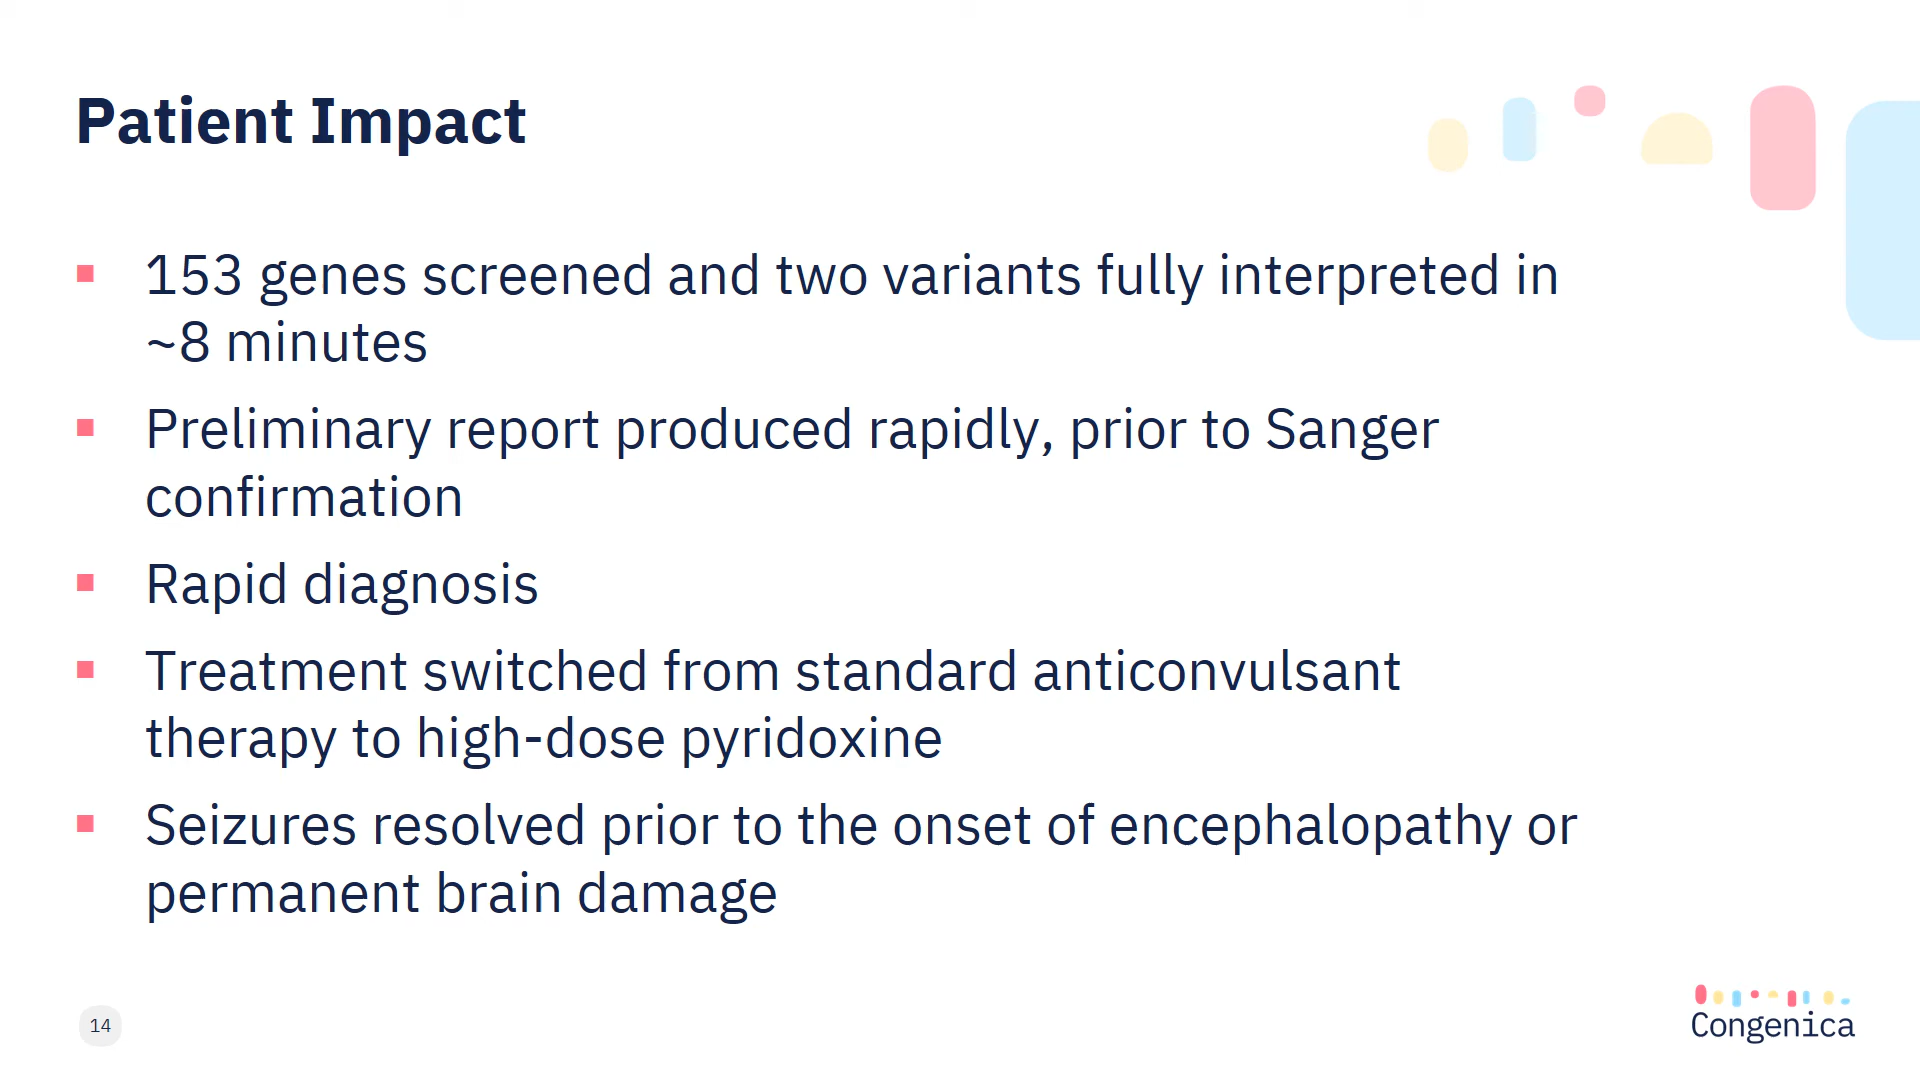 Patient Impact
153 genes screened and two variants fully interpreted in
~8 minutes
Preliminary report produced rapidly, prior to Sanger
confirmation
Rapid diagnosis
Treatment switched from standard anticonvulsant
therapy to high-dose pyridoxine
Seizures resolved prior to the onset of encephalopathy or
permanent brain damage
14
Congenica